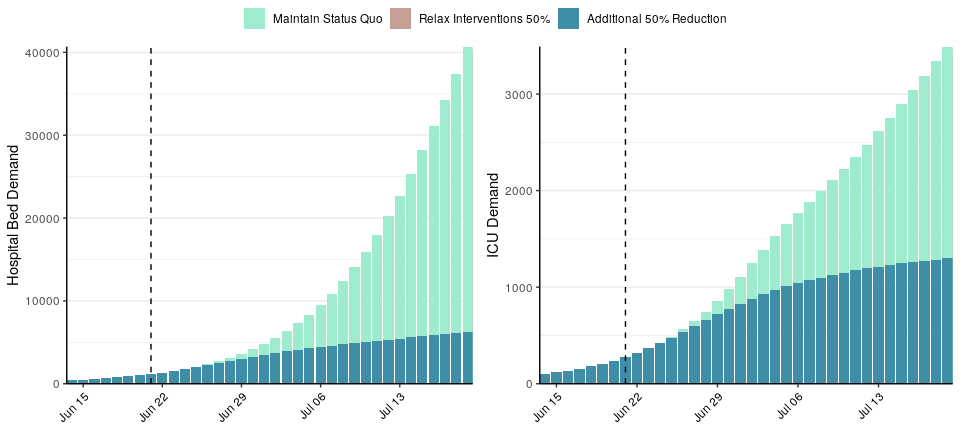 Maintain Status Quo Relax Interventions 50% Additional 50% Reduction
Hospital Bed Demand
40000
30000
20000
10000
0
Jun 15 Jun 22 Jun 29 Jul 06 Jul 13
ICU Demand
3000
2000
1000
0
Jun 15 Jun 22 Jun 29 Jul 06 Jul 13